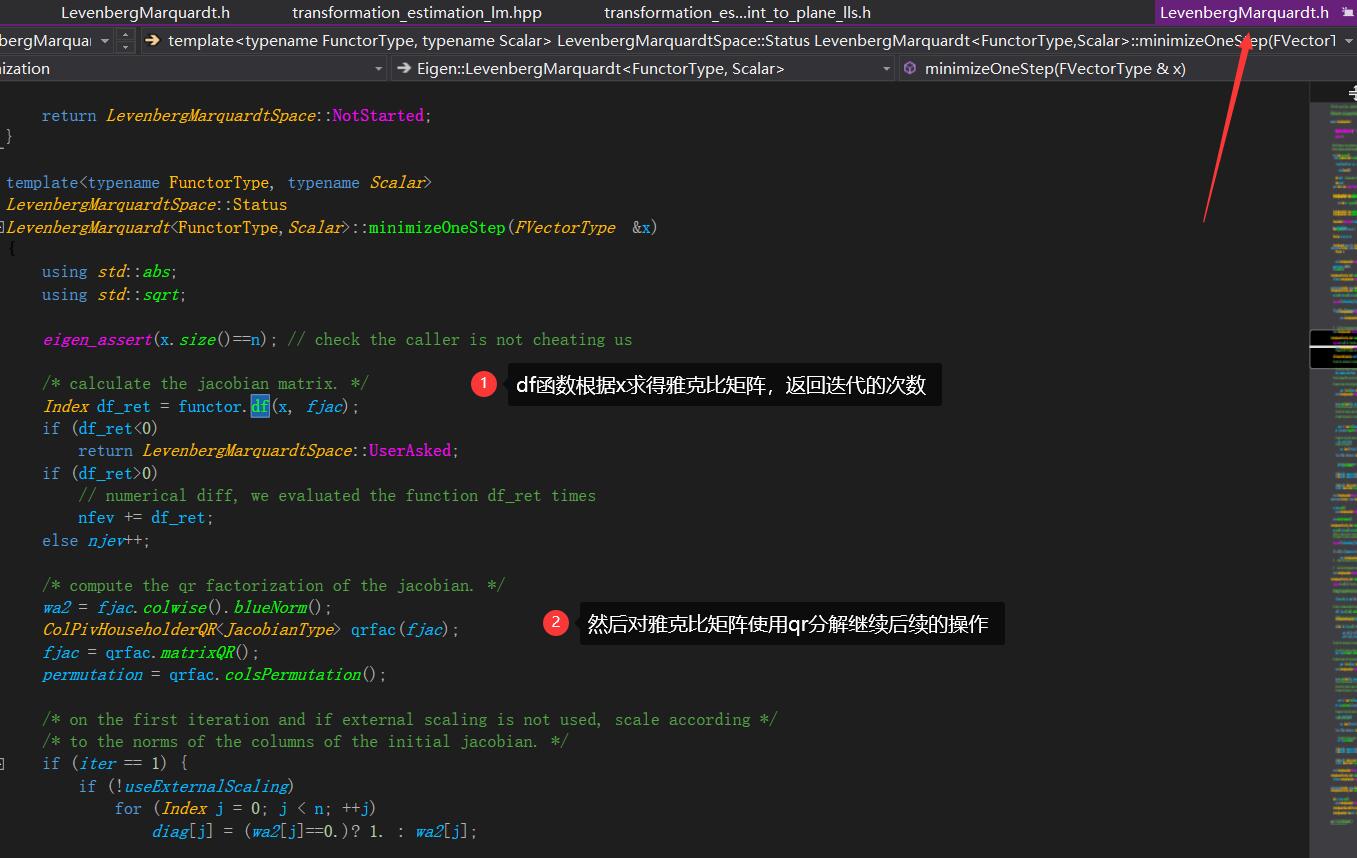 LevenbergMarquardt.h transformation_estimation_lm.hpp transformation_es...int_to_plane_lls.h LevenbergMarquardt.h
bergMarquar template<typename FunctorType, typename Scalar> LevenbergMarquardtSpace::Status LevenbergMarquardt<FunctorType,Scalar>::minimizeOneStep(FVectorT
ization Eigen::LevenbergMarquardt<FunctorType, Scalar> minimizeOneStep(FVectorType & x)
return LevenbergMarquardtSpace::NotStarted;
}
template<typename FunctorType, typename Scalar>
LevenbergMarquardtSpace::Status
LevenbergMarquardt<FunctorType,Scalar>::minimizeOneStep(FVectorType &x)
{
using std::abs;
using std::sqrt;
eigen_assert(x.size()==n); // check the caller is not cheating us
/* calculate the jacobian matrix. */
1 df函数根据x求得雅克比矩阵，返回迭代的次数
Index df_ret = functor.df(x, fjac);
if (df_ret<0)
return LevenbergMarquardtSpace::UserAsked;
if (df_ret>0)
// numerical diff, we evaluated the function df_ret times
nfev += df_ret;
else njev++;
/* compute the qr factorization of the jacobian. */
wa2 = fjac.colwise().blueNorm();
2 然后对雅克比矩阵使用qr分解继续后续的操作
ColPivHouseholderQR<JacobianType> qrfac(fjac);
fjac = qrfac.matrixQR();
permutation = qrfac.colsPermutation();
/* on the first iteration and if external scaling is not used, scale according */
/* to the norms of the columns of the initial jacobian. */
if (iter == 1) {
if (!useExternalScaling)
for (Index j = 0; j < n; ++j)
diag[j] = (wa2[j]==0.)? 1. : wa2[j];